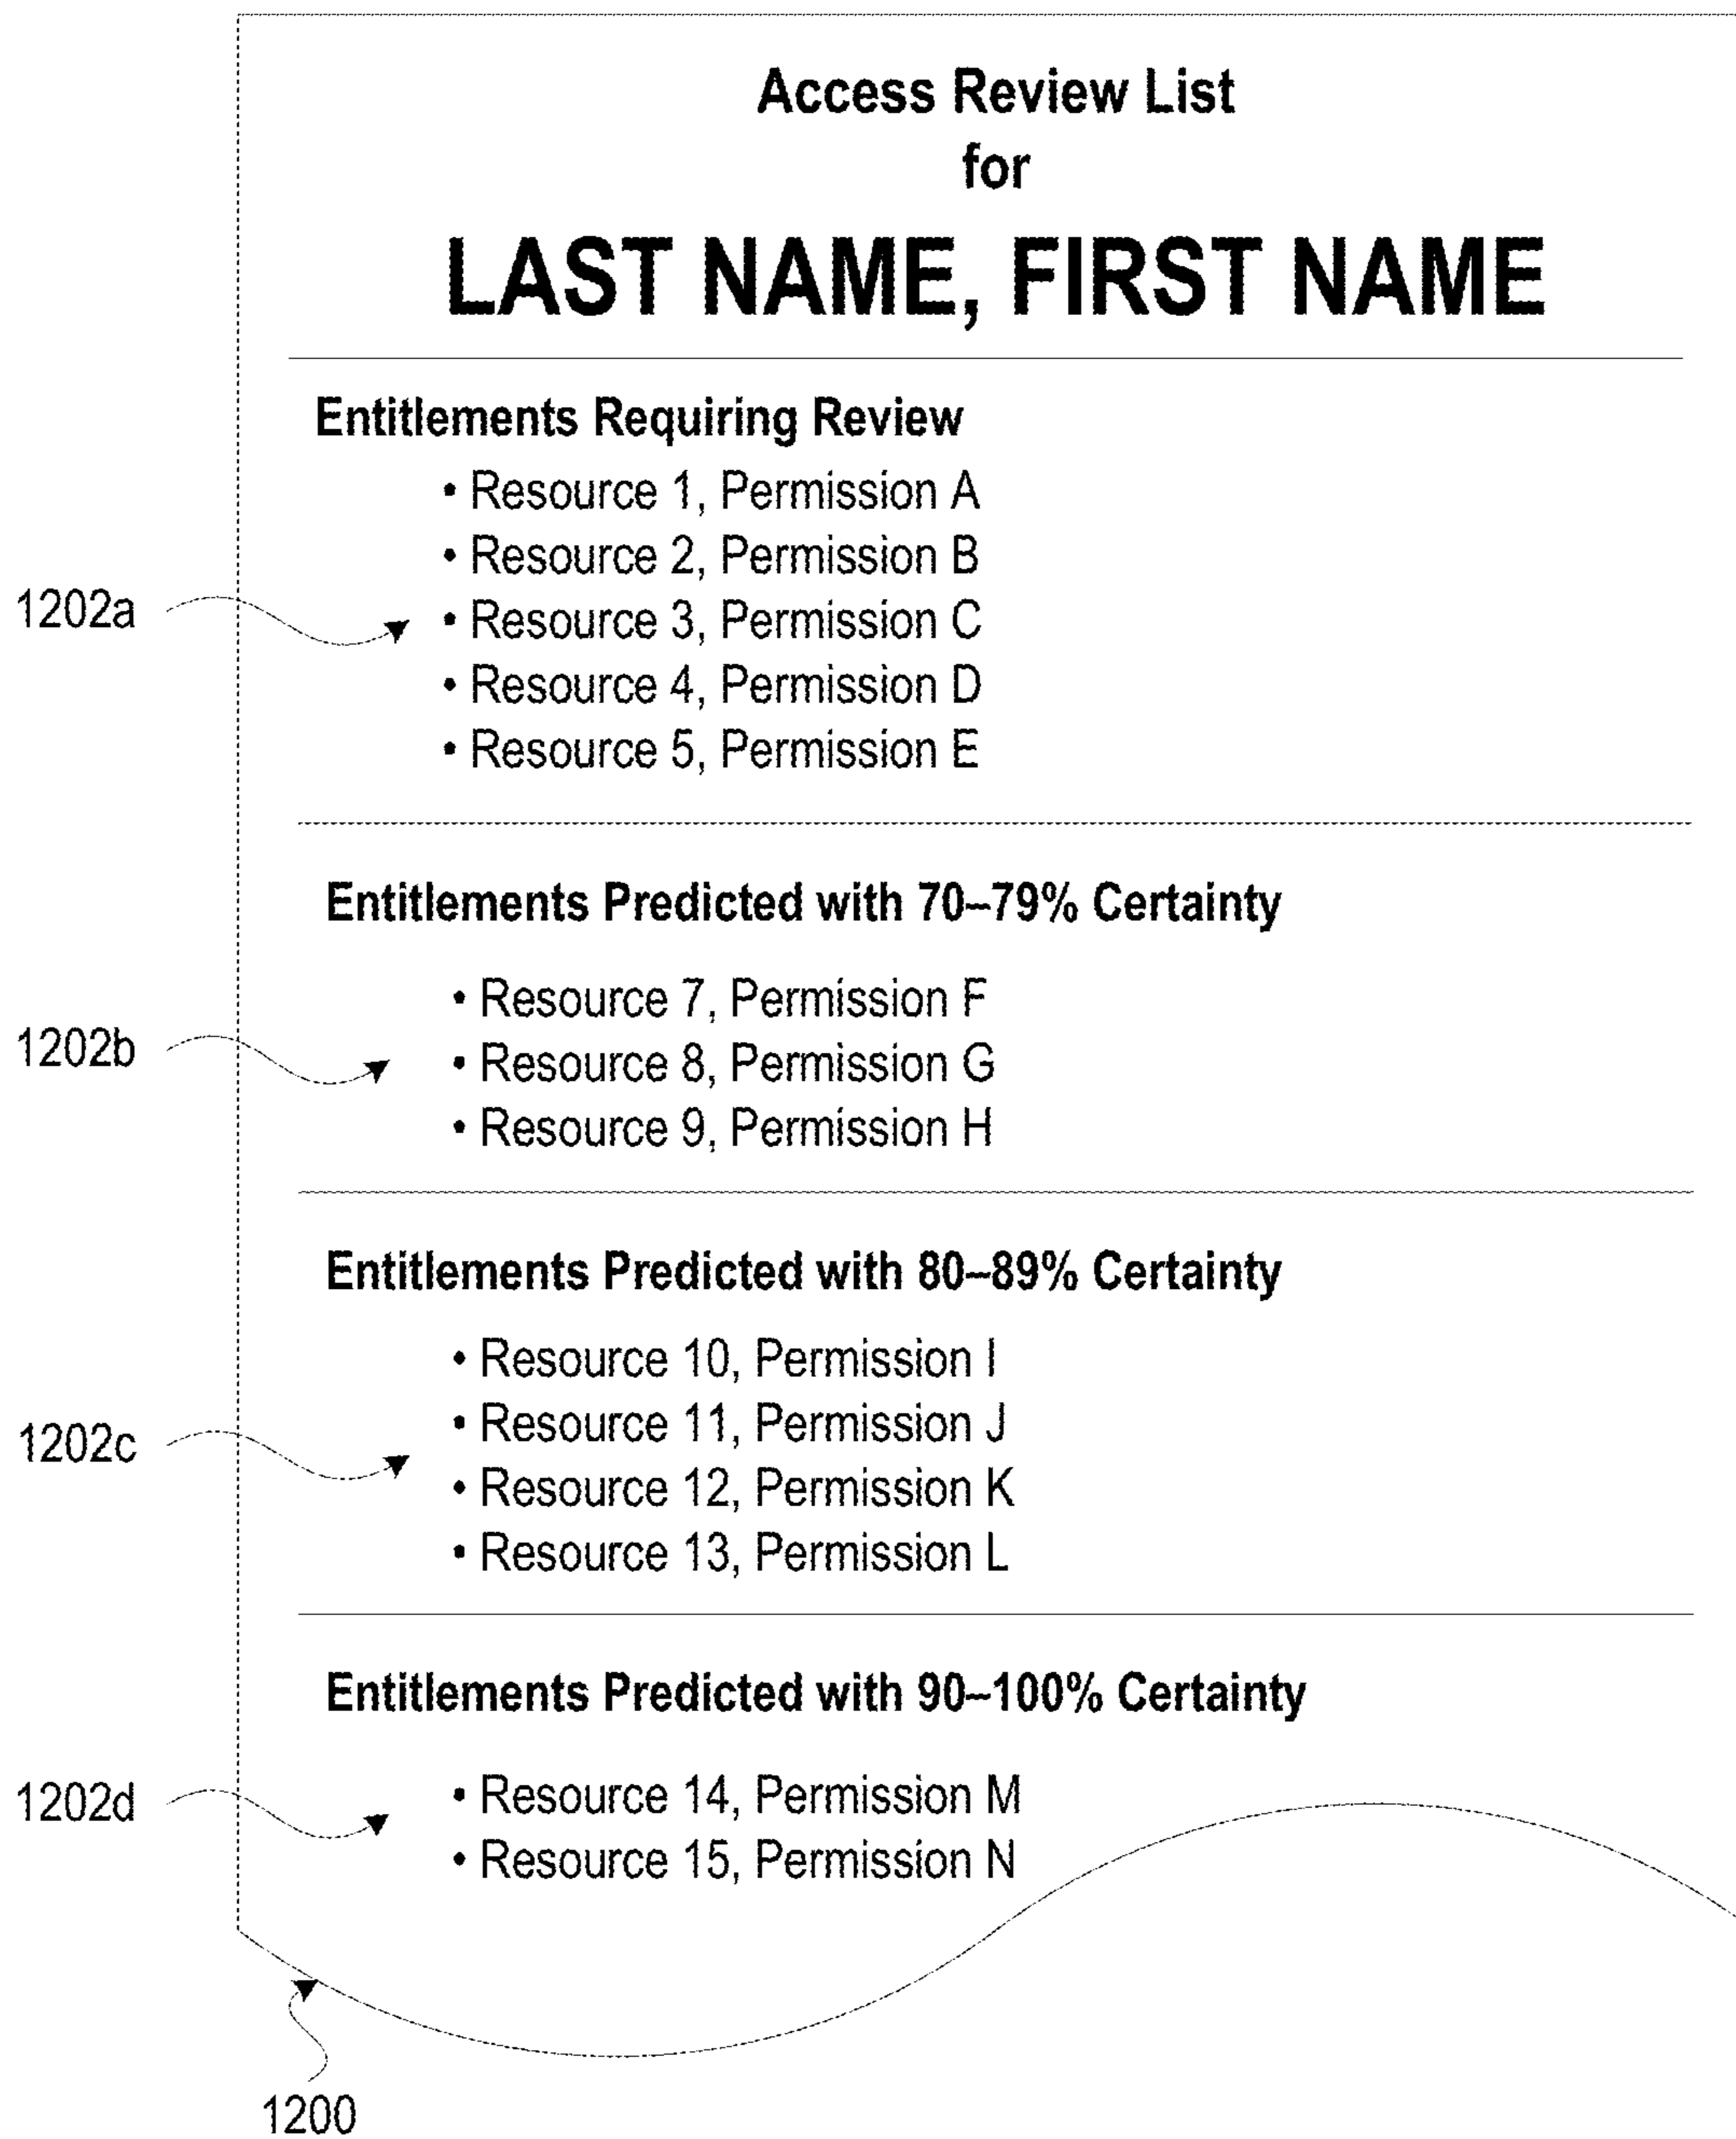 Access Review List
for
LAST NAME, FIRST NAME
Entitlements Requiring Review
• Resource 1, Permission A
• Resource 2, Permission B
1202a
• Resource 3, Permission C
• Resource 4, Permission D
• Resource 5, Permission E
Entitlements Predicted with 70–79% Certainty
• Resource 7, Permission F
1202b
• Resource 8, Permission G
• Resource 9, Permission H
Entitlements Predicted with 80–89% Certainty
• Resource 10, Permission I
• Resource 11, Permission J
1202c
• Resource 12, Permission K
• Resource 13, Permission L
Entitlements Predicted with 90–100% Certainty
• Resource 14, Permission M
1202d
• Resource 15, Permission N
1200